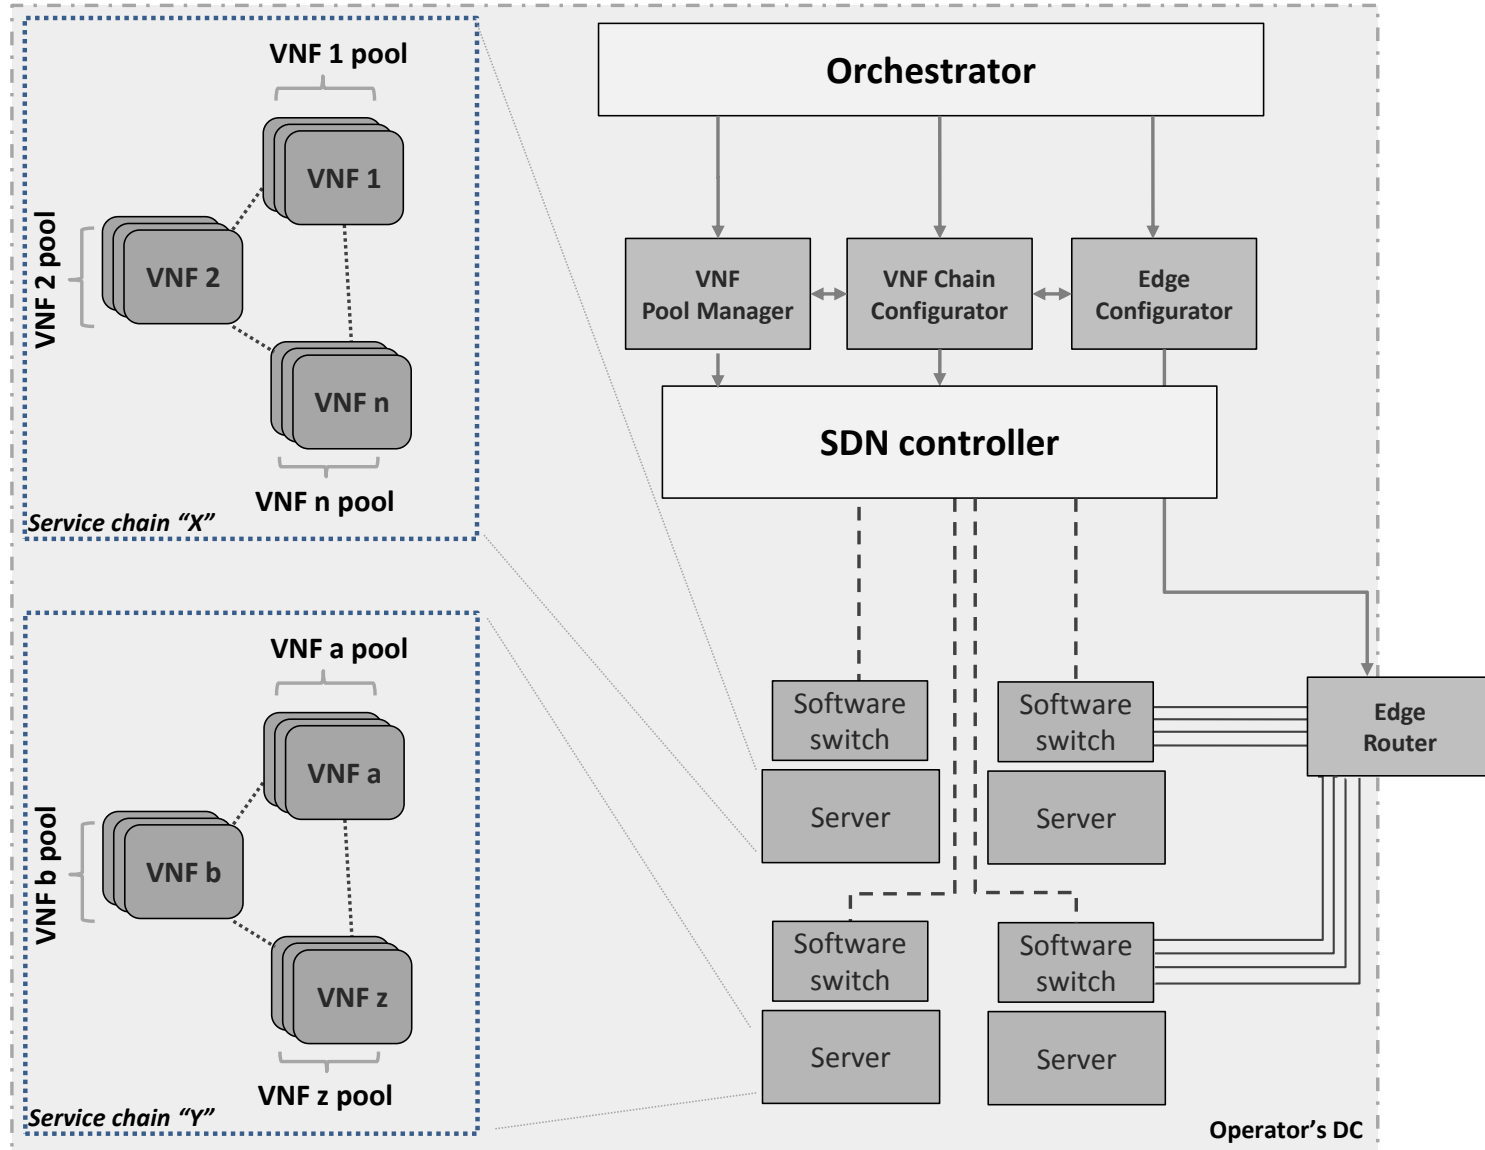 VNF 1 pool
VNF 1
VNF 2 pool
VNF 2
VNF n
VNF n pool
Service chain “X”
VNF a pool
VNF a
VNF b pool
VNF b
VNF z
VNF z pool
Service chain “Y”
Orchestrator
VNF
Pool Manager
VNF Chain
Configurator
Edge
Configurator
SDN controller
Software
switch
Software
switch
Edge
Router
Server
Server
Software
switch
Software
switch
Server
Server
Operator’s DC